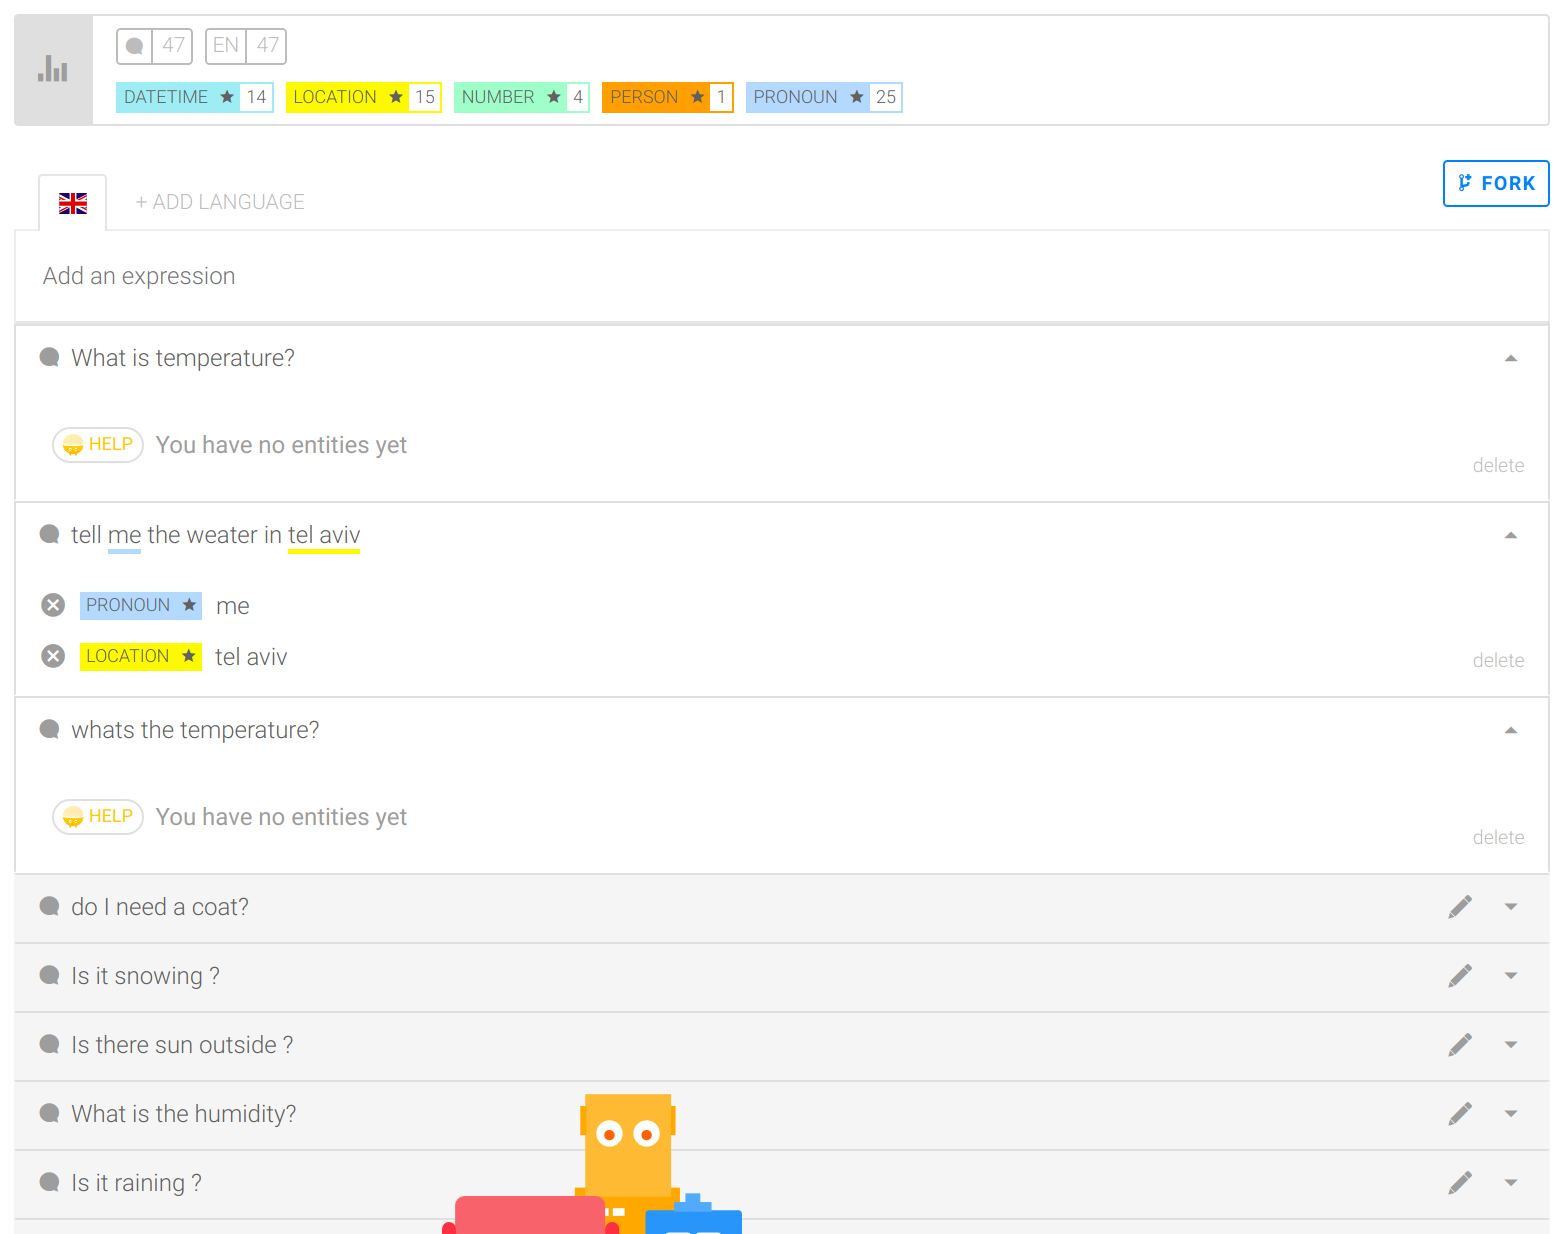 47 EN 47
DATETIME ★ 14 LOCATION ★ 15 NUMBER ★ 4 PERSON ★ 1 PRONOUN ★ 25
FORK
+ ADD LANGUAGE
Add an expression
What is temperature?
HELP You have no entities yet
delete
tell me the weater in tel aviv
PRONOUN ★ me
LOCATION ★ tel aviv
delete
whats the temperature?
HELP You have no entities yet
delete
do I need a coat?
Is it snowing ?
Is there sun outside ?
What is the humidity?
Is it raining ?